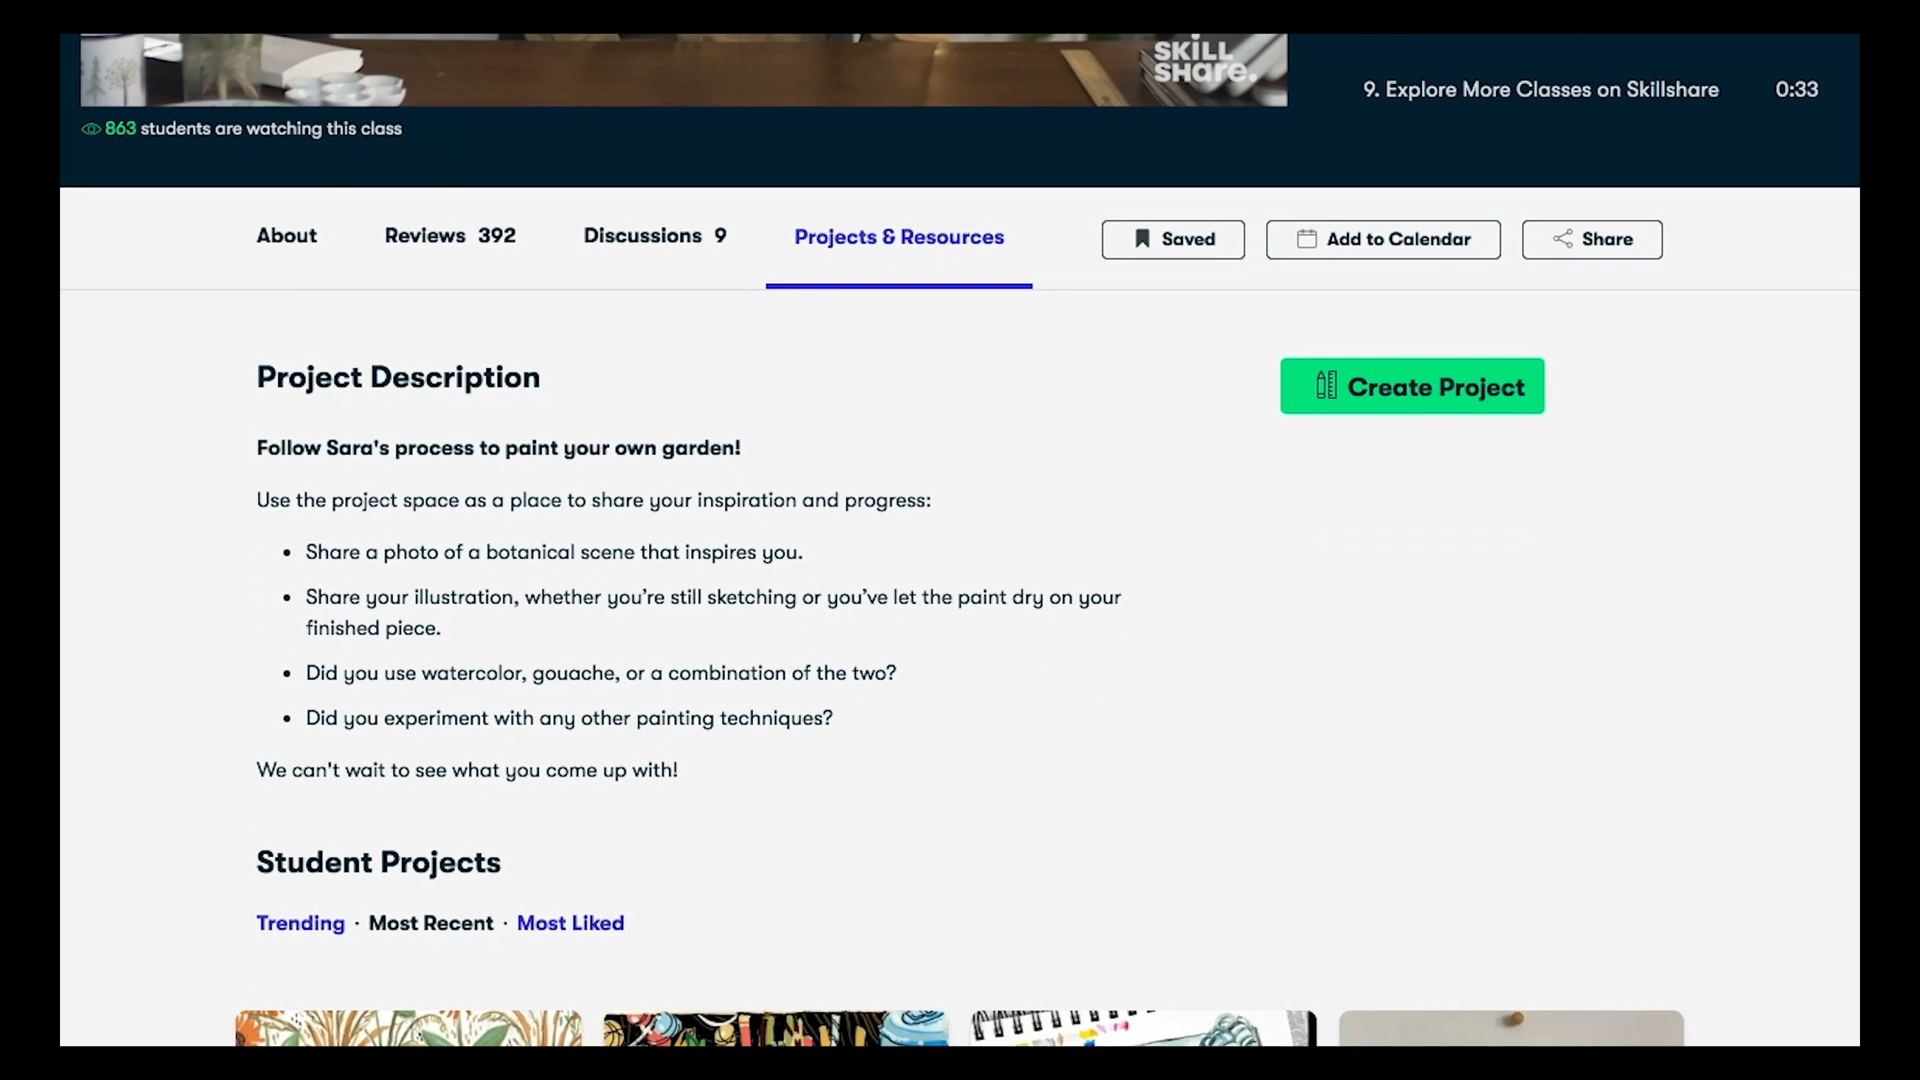 SKILL
SHare.
9. Explore More Classes on Skillshare 0:33
863 students are watching this class
About Reviews 392 Discussions 9 Projects & Resources Saved Add to Calendar Share
Project Description
Create Project
Follow Sara's process to paint your own garden!
Use the project space as a place to share your inspiration and progress:
• Share a photo of a botanical scene that inspires you.
• Share your illustration, whether you’re still sketching or you’ve let the paint dry on your
finished piece.
• Did you use watercolor, gouache, or a combination of the two?
• Did you experiment with any other painting techniques?
We can't wait to see what you come up with!
Student Projects
Trending · Most Recent · Most Liked